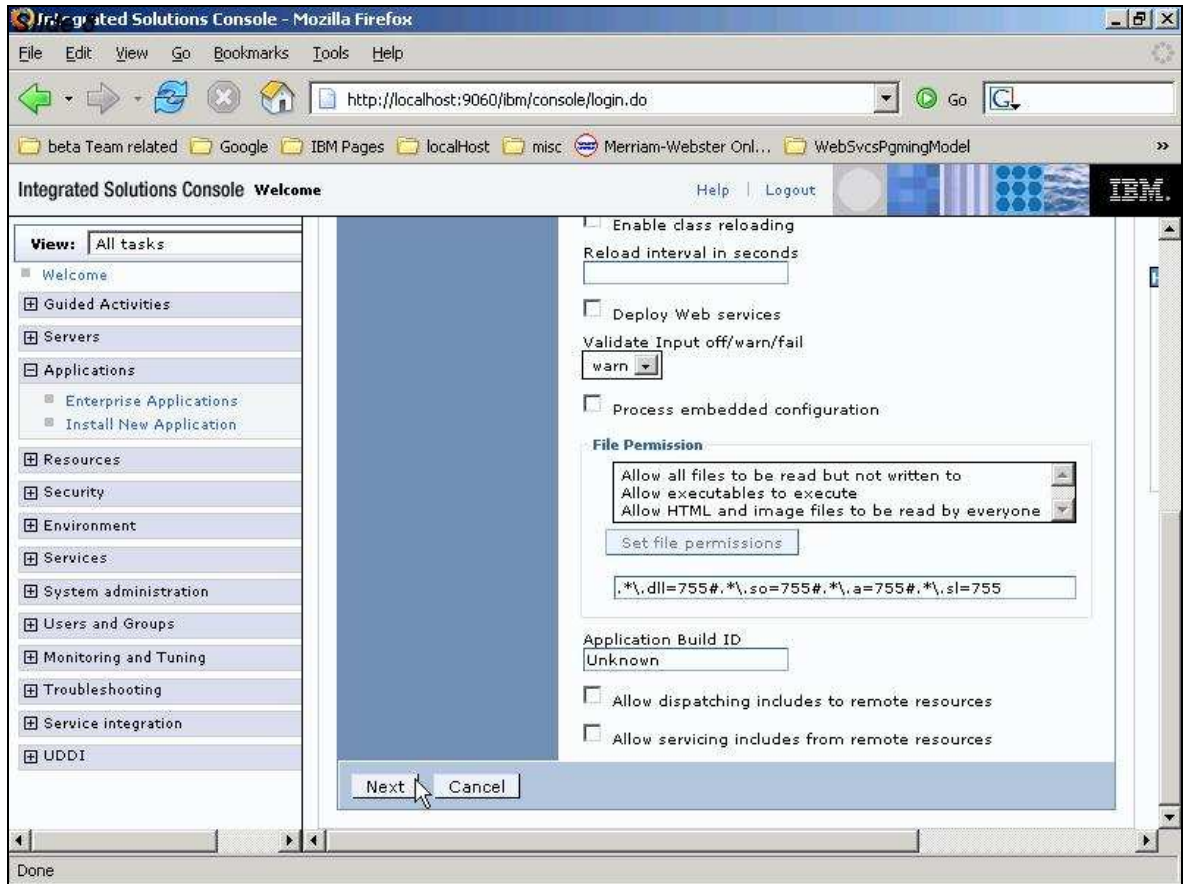 Integrated Solutions Console - Mozilla Firefox
File Edit View Go Bookmarks Tools Help
http://localhost:9060/ibm/console/login.do
Go
G
beta Team related Google IBM Pages localHost misc Merriam-Webster Onl... WebSvcsPgmingModel »
Integrated Solutions Console Welcome
Help | Logout
IBM.
View: All tasks
Welcome
Guided Activities
Servers
Applications
Enterprise Applications
Install New Application
Resources
Security
Environment
Services
System administration
Users and Groups
Monitoring and Tuning
Troubleshooting
Service integration
UDDI
Enable class reloading
Reload interval in seconds
Deploy Web services
Validate Input off/warn/fail
warn
Process embedded configuration
File Permission
Allow all files to be read but not written to
Allow executables to execute
Allow HTML and image files to be read by everyone
Set file permissions
.*\.dll=755#.*\.so=755#.*\.a=755#.*\.sl=755
Application Build ID
Unknown
Allow dispatching includes to remote resources
Allow servicing includes from remote resources
Next Cancel
Done